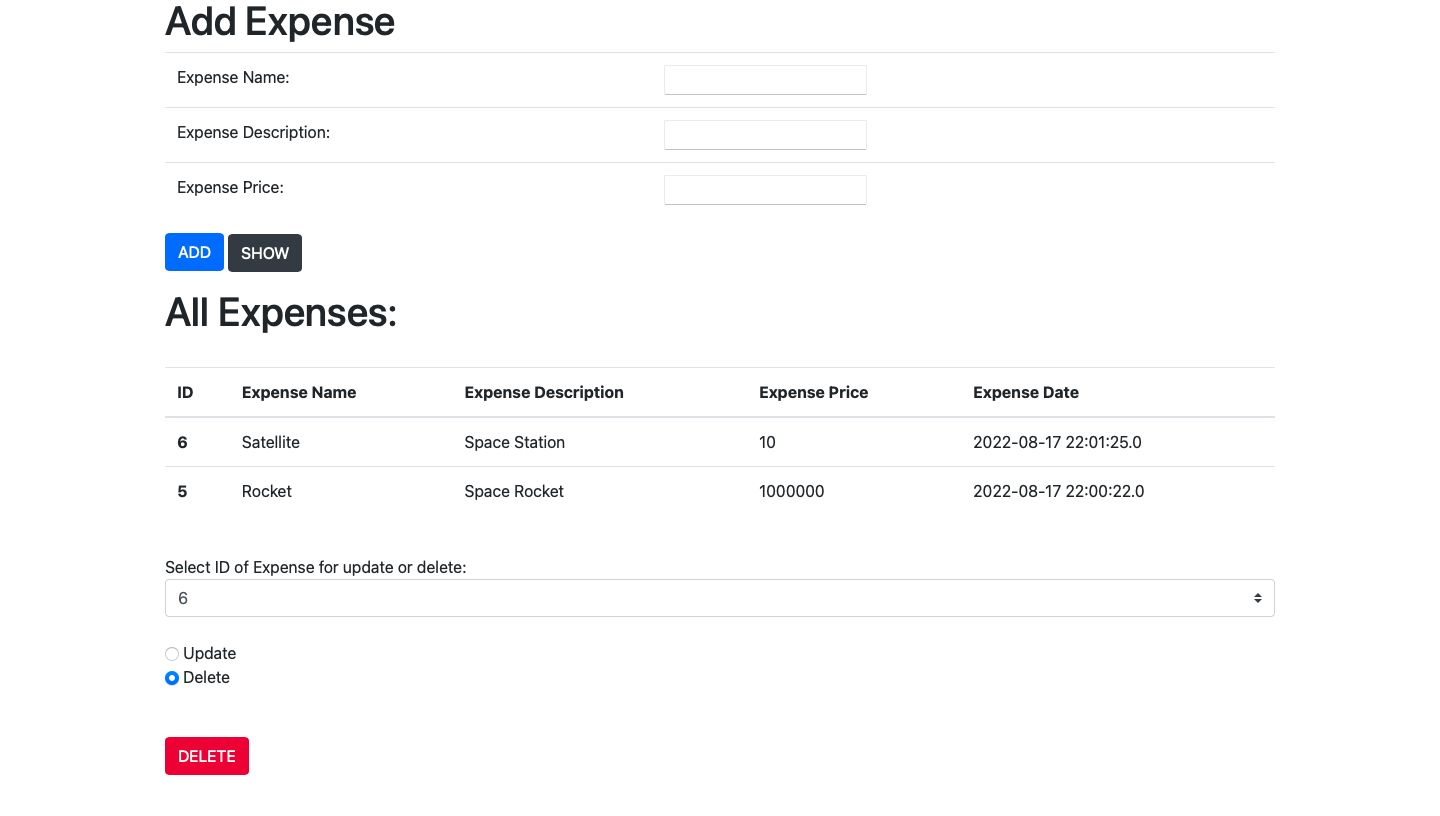 Add Expense
Expense Name:
Expense Description:
Expense Price:
ADD SHOW
All Expenses:
ID Expense Name Expense Description Expense Price Expense Date
6 Satellite Space Station 10 2022-08-17 22:01:25.0
5 Rocket Space Rocket 1000000 2022-08-17 22:00:22.0
Select ID of Expense for update or delete:
6
Update
Delete
DELETE